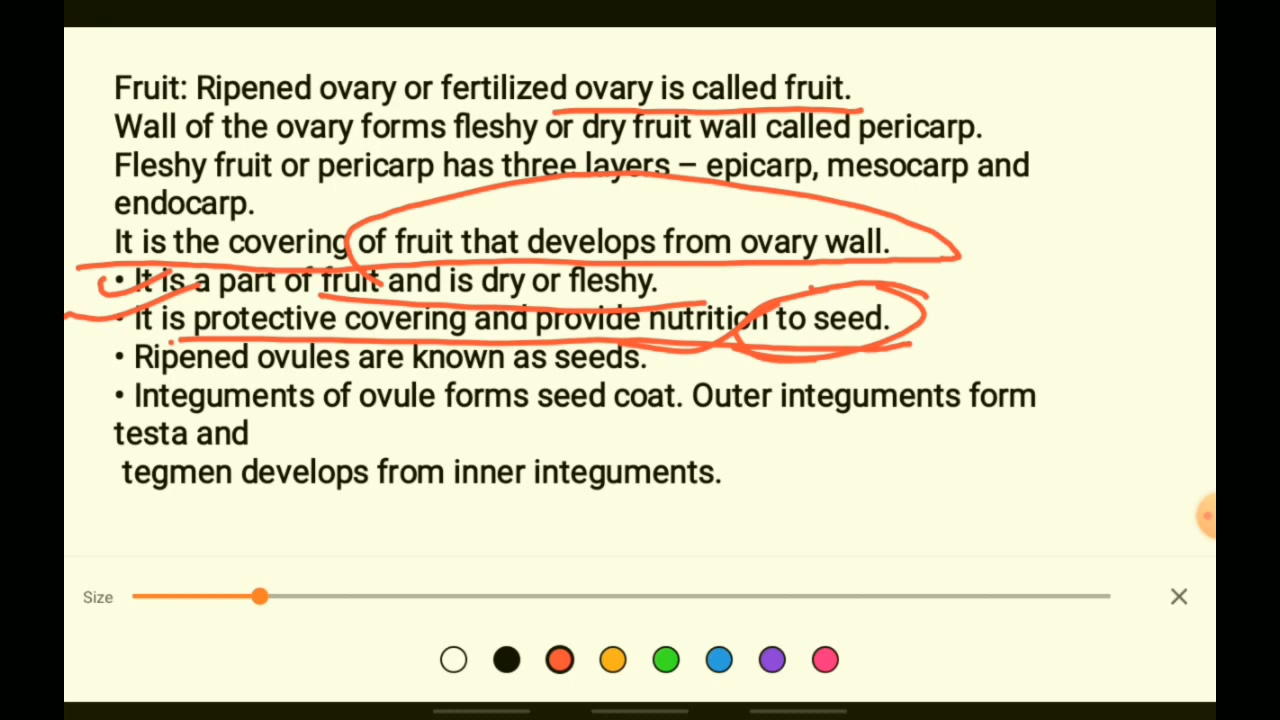 Fruit: Ripened ovary or fertilized ovary is called fruit.
Wall of the ovary forms fleshy or dry fruit wall called pericarp.
Fleshy fruit or pericarp has three layers – epicarp, mesocarp and
endocarp.
It is the covering of fruit that develops from ovary wall.
• It is a part of fruit and is dry or fleshy.
• It is protective covering and provide nutrition to seed.
• Ripened ovules are known as seeds.
• Integuments of ovule forms seed coat. Outer integuments form
testa and
tegmen develops from inner integuments.
Size